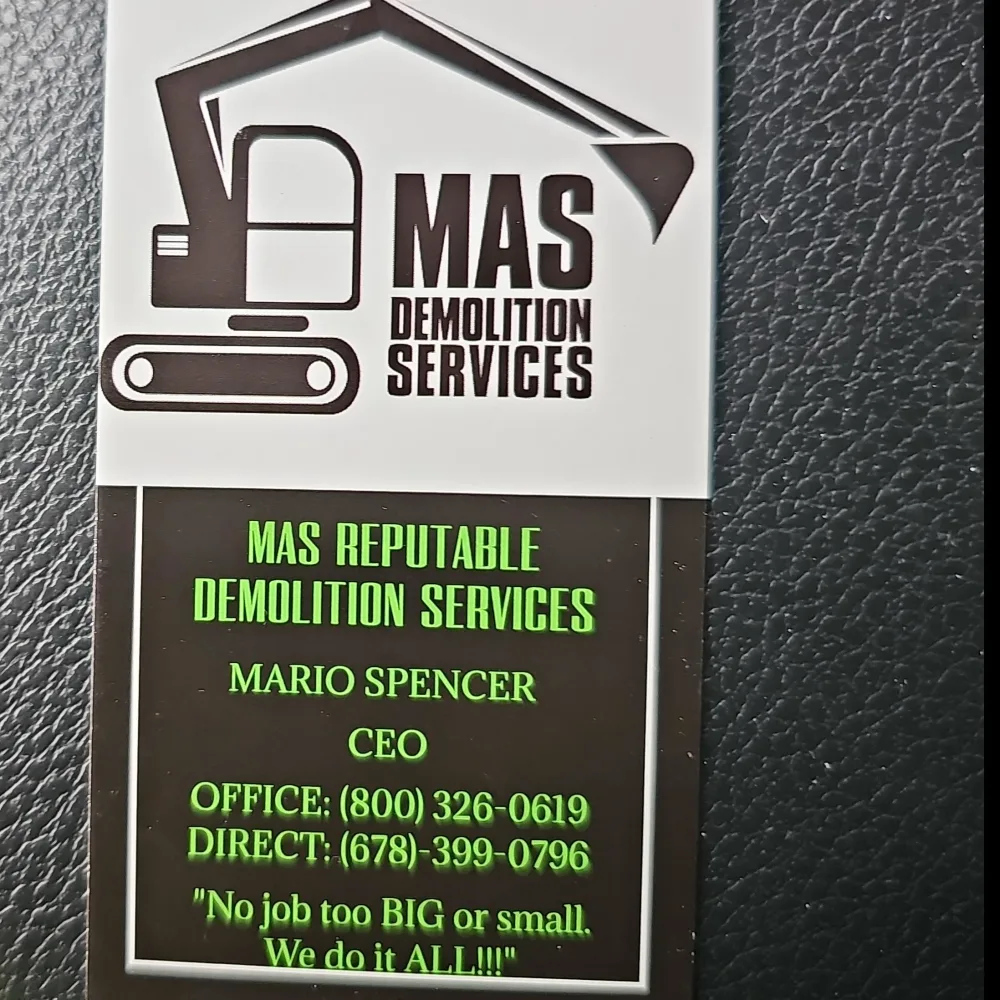 MAS
DEMOLITION
SERVICES
MAS REPUTABLE
DEMOLITION SERVICES
MARIO SPENCER
CEO
OFFICE: (800) 326-0619
DIRECT: (678)-399-0796
"No job too BIG or small.
We do it ALL!!!"